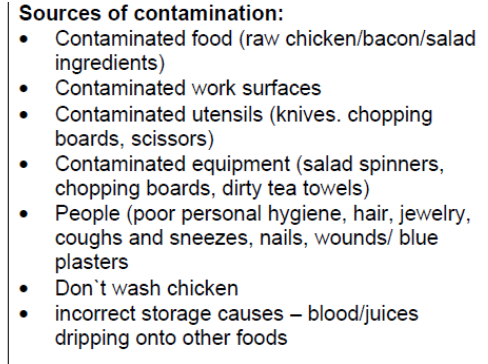 Sources of contamination:
• Contaminated food (raw chicken/bacon/salad
ingredients)
• Contaminated work surfaces
• Contaminated utensils (knives. chopping
boards, scissors)
• Contaminated equipment (salad spinners,
chopping boards, dirty tea towels)
• People (poor personal hygiene, hair, jewelry,
coughs and sneezes, nails, wounds/ blue
plasters
• Don`t wash chicken
• incorrect storage causes – blood/juices
dripping onto other foods